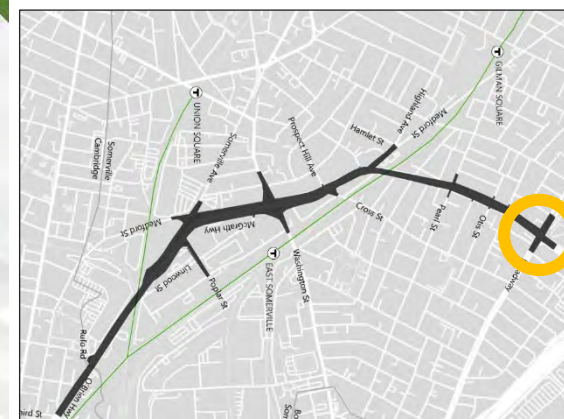 GILMAN SQUARE
Highland Ave
Medford St
Hamlet St
UNION SQUARE
Prospect Hill Ave
Somerville Ave
Somerville
Cambridge
Cross St
Pearl St
Otis St
Medford St
McGrath Hwy
Washington St
EAST SOMERVILLE
Linwood St
Poplar St
Rufo Rd
O'Brien Hwy